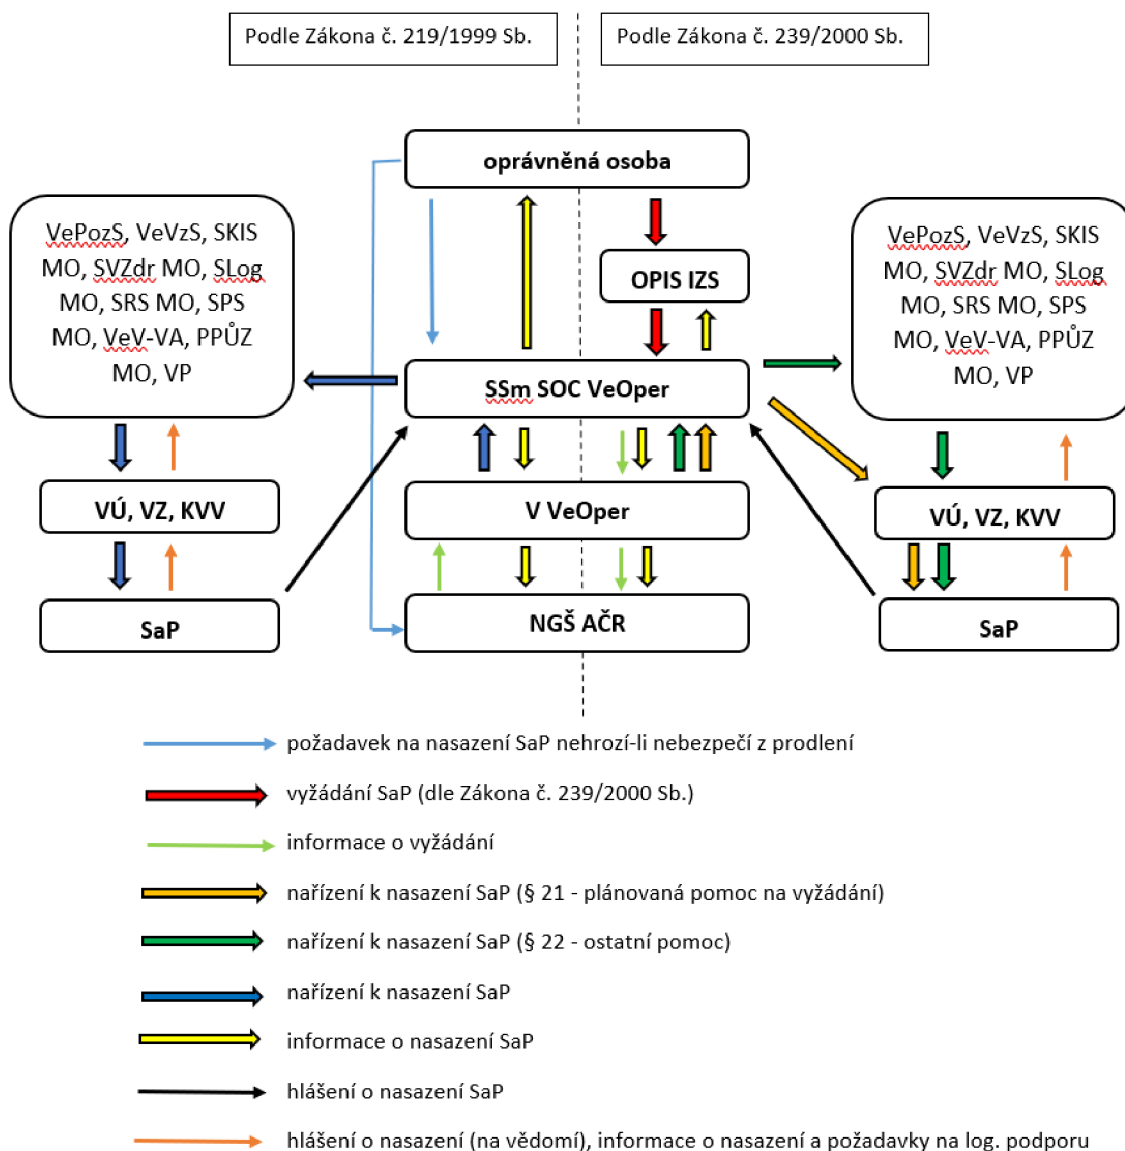 Podle Zákona č. 219/1999 Sb.
Podle Zákona č. 239/2000 Sb.
oprávněná osoba
VePozS, VeVzS, SKIS
MO, SVZdr MO, SLog
MO, SRS MO, SPS
MO, VeV-VA, PPŮZ
MO, VP
OPIS IZS
VePozS, VeVzS, SKIS
MO, SVZdr MO, SLog
MO, SRS MO, SPS
MO, VeV-VA, PPŮZ
MO, VP
SSm SOC VeOper
VÚ, VZ, KVV
V VeOper
VÚ, VZ, KVV
SaP
NGŠ AČR
SaP
požadavek na nasazení SaP nehrozí-li nebezpečí z prodlení
vyžádání SaP (dle Zákona č. 239/2000 Sb.)
informace o vyžádání
nařízení k nasazení SaP (§ 21 - plánovaná pomoc na vyžádání)
nařízení k nasazení SaP (§ 22 - ostatní pomoc)
nařízení k nasazení SaP
informace o nasazení SaP
hlášení o nasazení SaP
hlášení o nasazení (na vědomí), informace o nasazení a požadavky na log. podporu